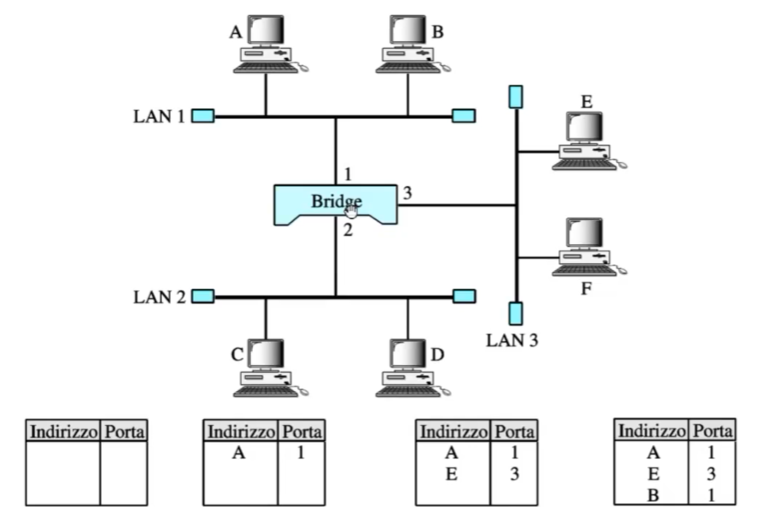 A
B
LAN 1
E
1
3
Bridge
2
F
LAN 2
LAN 3
C
D
Indirizzo Porta
Indirizzo Porta
A 1
Indirizzo Porta
A 1
E 3
Indirizzo Porta
A 1
E 3
B 1